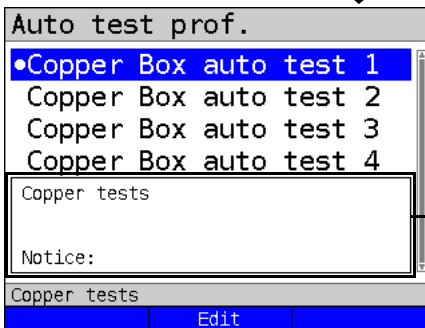 Auto test prof.
•Copper Box auto test 1
Copper Box auto test 2
Copper Box auto test 3
Copper Box auto test 4
Copper tests
Notice:
Copper tests
Edit